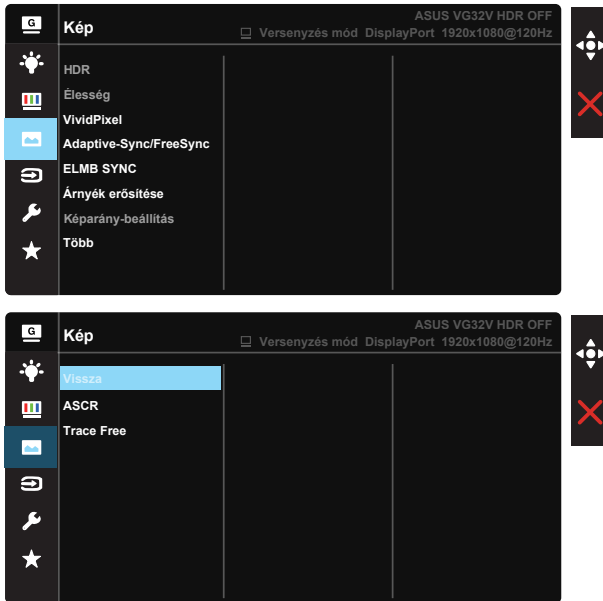 G
Kép
ASUS VG32V HDR OFF
Versenyzés mód DisplayPort 1920x1080@120Hz
HDR
Élesség
VividPixel
Adaptive-Sync/FreeSync
ELMB SYNC
Árnyék erősítése
Képarány-beállítás
Több
G
Kép
ASUS VG32V HDR OFF
Versenyzés mód DisplayPort 1920x1080@120Hz
Vissza
ASCR
Trace Free